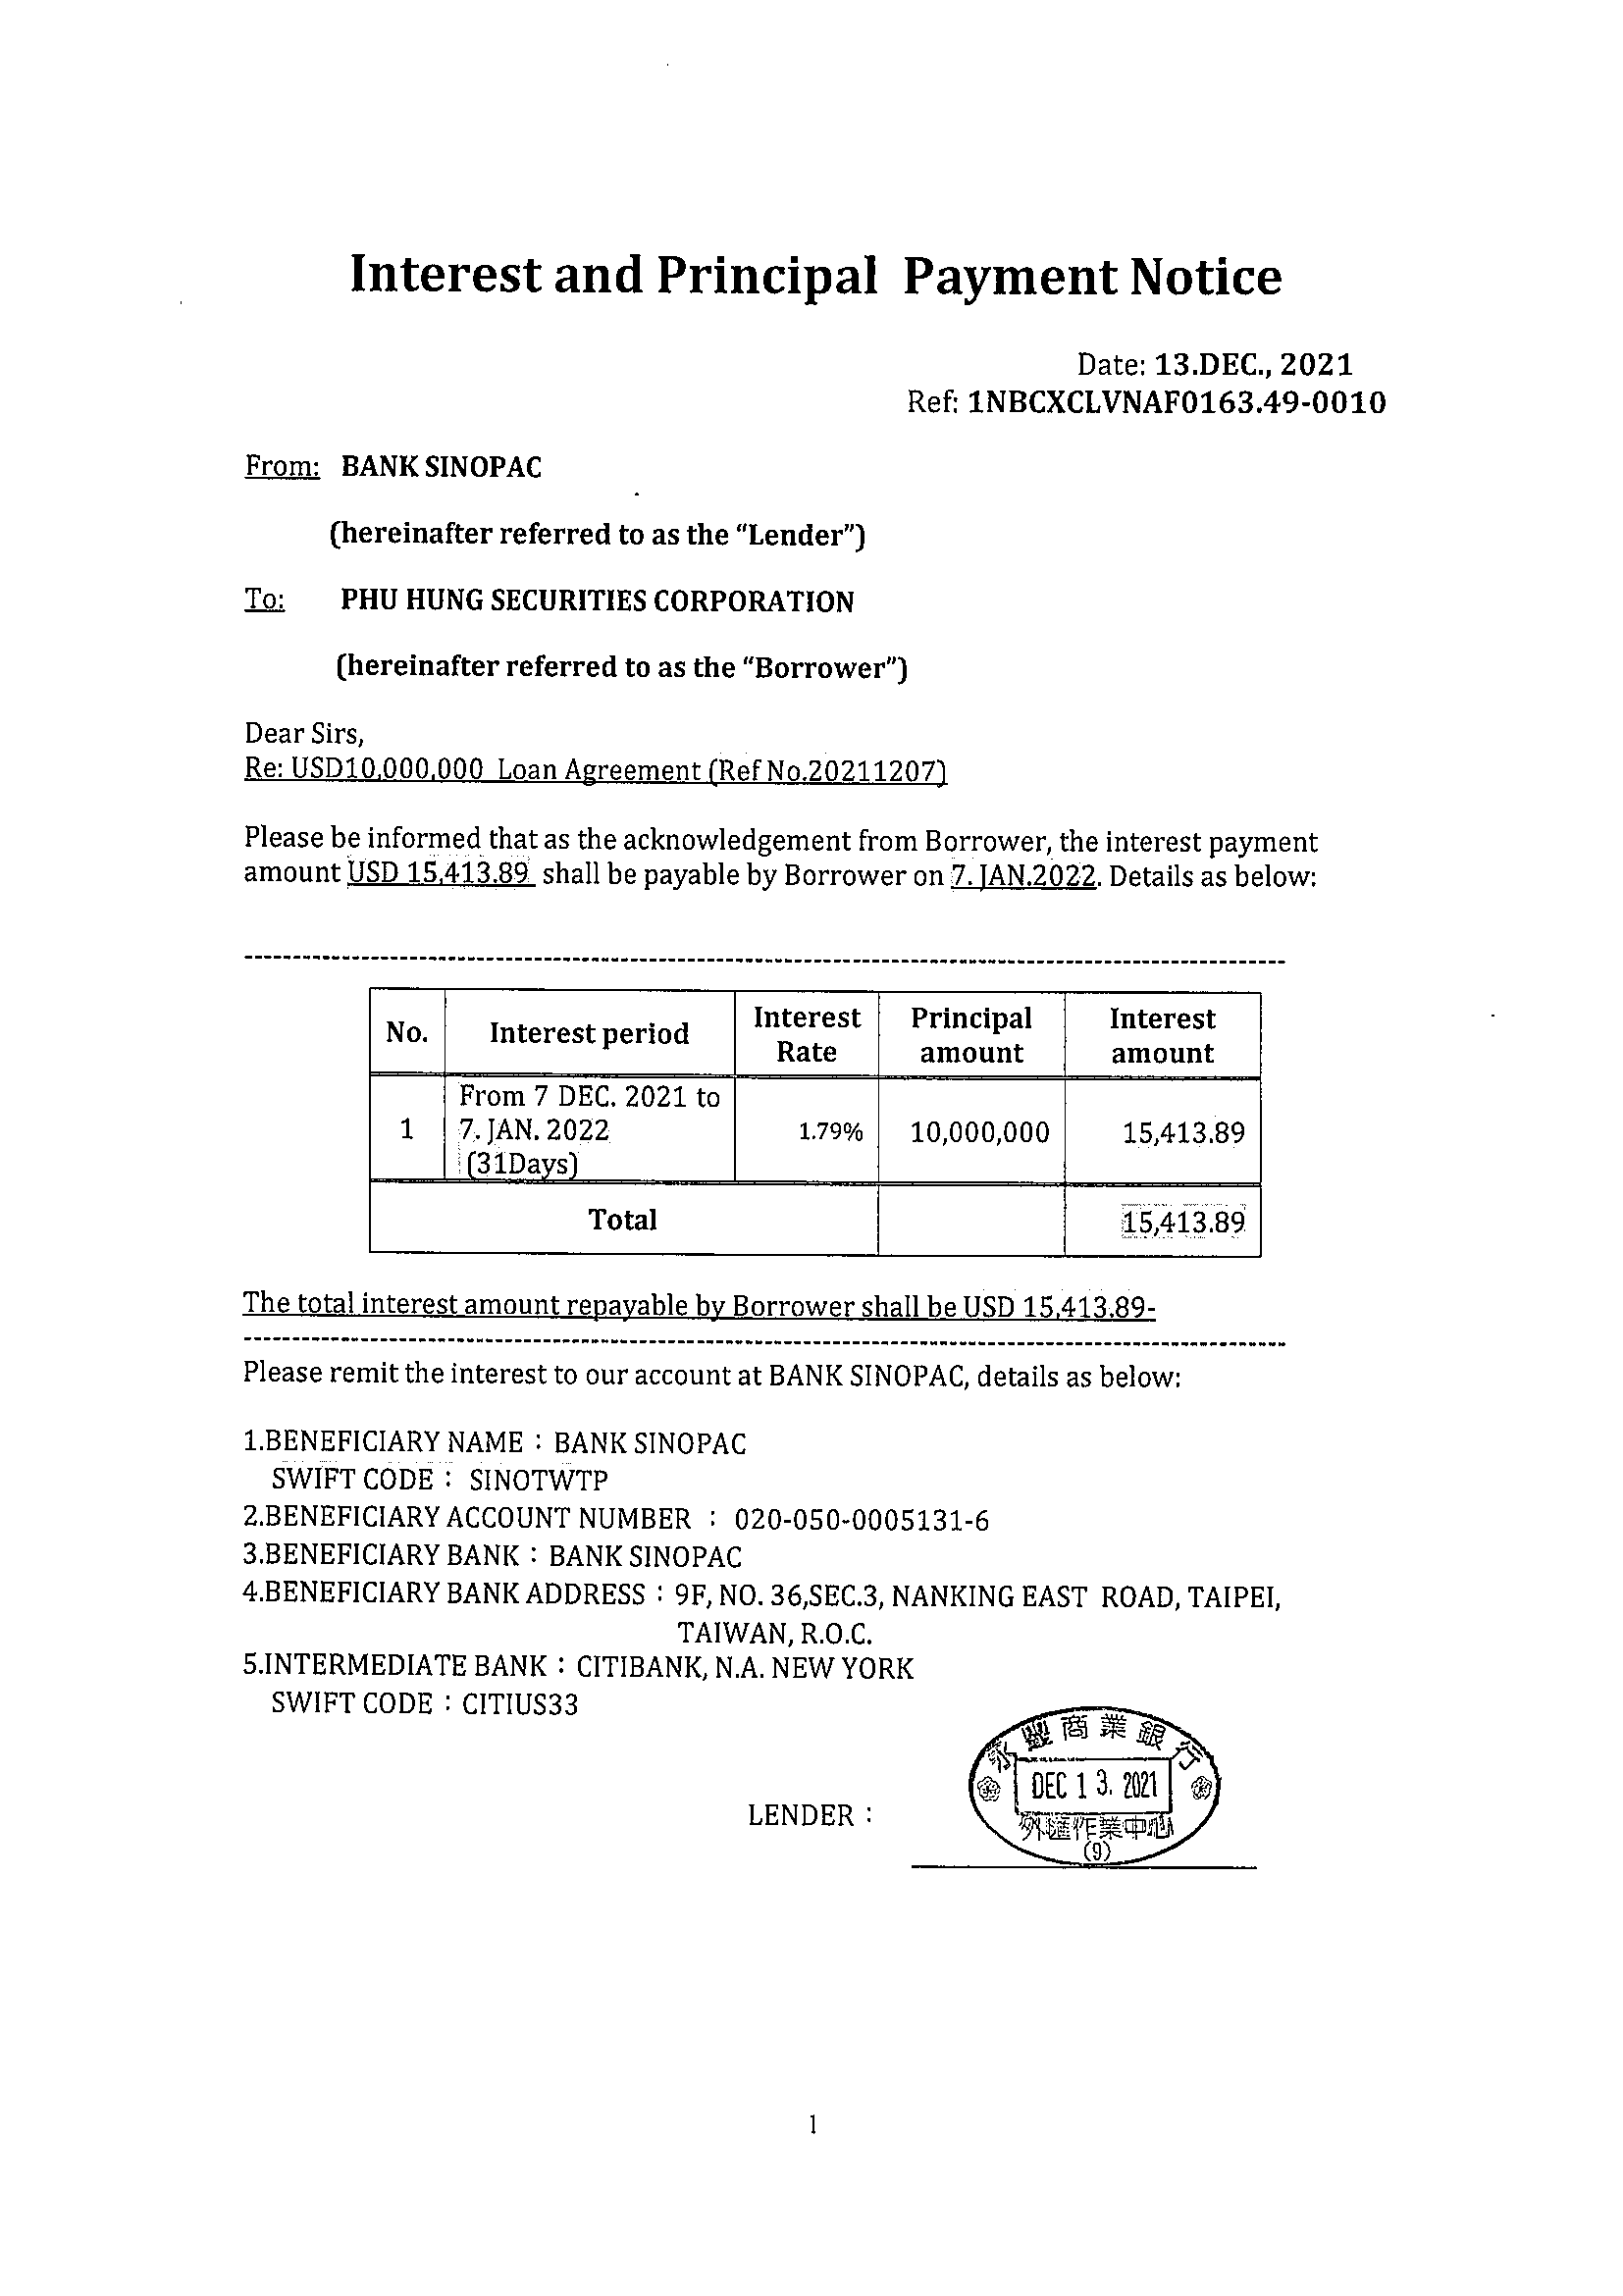 Interest and Principal Payment Notice
Date: 13.DEC., 2021
Ref: 1NBCXCLVNAF0163.49-0010
From: BANK SINOPAC
(hereinafter referred to as the “Lender”)
To: PHU HUNG SECURITIES CORPORATION
(hereinafter referred to as the “Borrower”)
Dear Sirs,
Re: USD10,000,000 Loan Agreement (Ref No.20211207)
Please be informed that as the acknowledgement from Borrower, the interest payment
amount USD 15,413.89 shall be payable by Borrower on 7. JAN.2022. Details as below:
No. Interest period Interest Rate Principal amount Interest amount
1 From 7 DEC. 2021 to 7. JAN. 2022 (31Days) 1.79% 10,000,000 15,413.89
Total 15,413.89
The total interest amount repayable by Borrower shall be USD 15,413.89-
Please remit the interest to our account at BANK SINOPAC, details as below:
1.BENEFICIARY NAME : BANK SINOPAC
SWIFT CODE : SINOTWTP
2.BENEFICIARY ACCOUNT NUMBER : 020-050-0005131-6
3.BENEFICIARY BANK : BANK SINOPAC
4.BENEFICIARY BANK ADDRESS : 9F, NO. 36,SEC.3, NANKING EAST ROAD, TAIPEI,
TAIWAN, R.O.C.
5.INTERMEDIATE BANK : CITIBANK, N.A. NEW YORK
SWIFT CODE : CITIUS33
永豐商業銀行
DEC 13. 2021
LENDER :
外匯作業中心
(9)
1